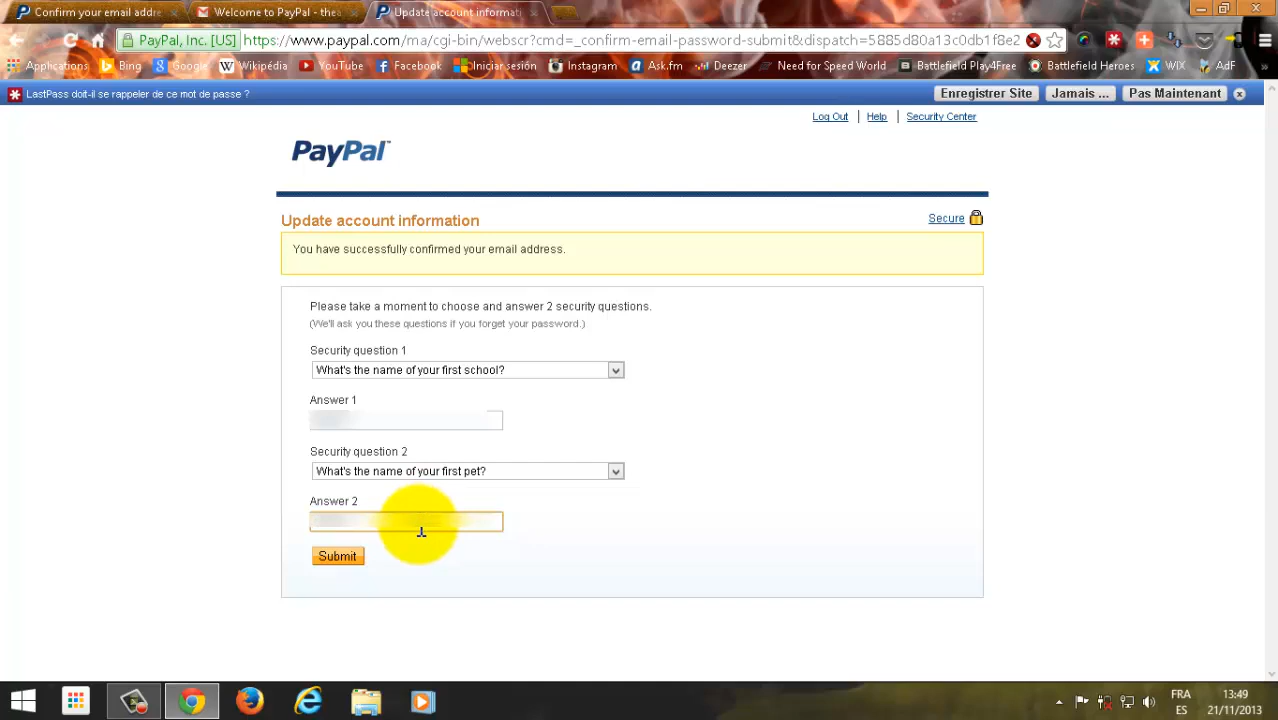 Confirm your email addre
Welcome to PayPal - thea
Update account informati
PayPal, Inc. [US]
https://www.paypal.com/ma/cgi-bin/webscr?cmd=_confirm-email-password-submit&dispatch=5885d80a13c0db1f8e2
Applications
Bing
Google
Wikipédia
YouTube
Facebook
Iniciar sesión
Instagram
Ask.fm
Deezer
Need for Speed World
Battlefield Play4Free
Battlefield Heroes
WIX
AdF
»
LastPass doit-il se rappeler de ce mot de passe ?
Enregistrer Site
Jamais ...
Pas Maintenant
Log Out
Help
Security Center
PayPal™
Update account information
Secure
You have successfully confirmed your email address.
Please take a moment to choose and answer 2 security questions.
(We'll ask you these questions if you forget your password.)
Security question 1
What's the name of your first school?
Answer 1
Security question 2
What's the name of your first pet?
Answer 2
Submit
FRA
ES
13:49
21/11/2013